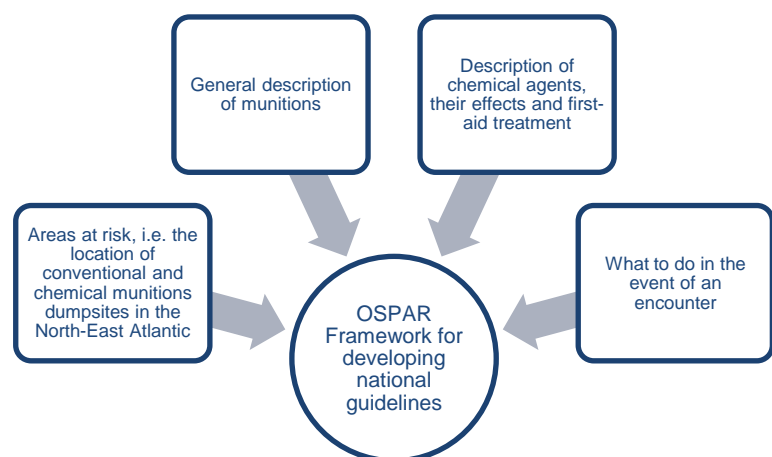 General description
of munitions
Description of
chemical agents,
their effects and first-
aid treatment
Areas at risk, i.e. the
location of
conventional and
chemical munitions
dumpsites in the
North-East Atlantic
What to do in the
event of an
encounter
OSPAR
Framework for
developing
national
guidelines